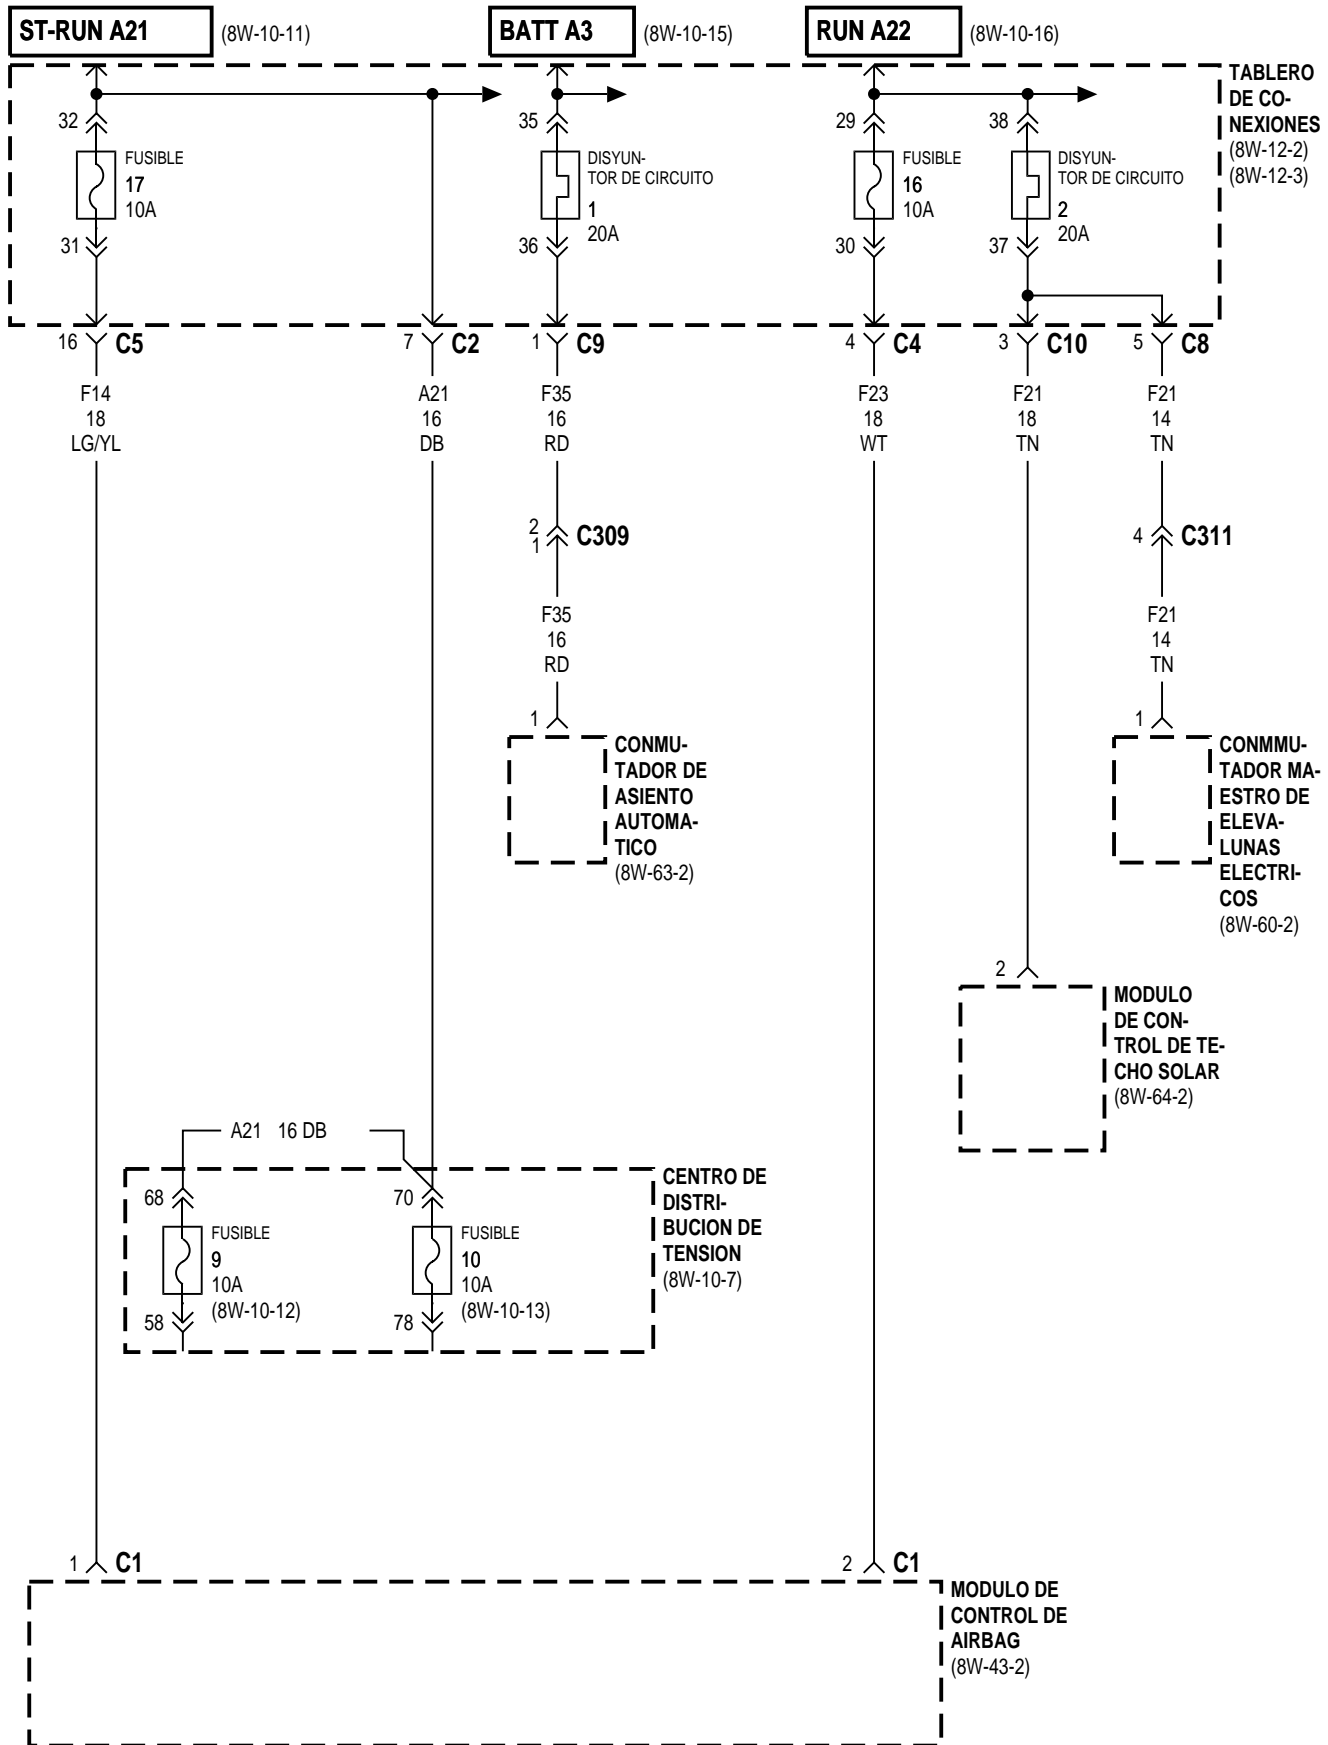 ST-RUN A21 (8W-10-11) BATT A3 (8W-10-15) RUN A22 (8W-10-16)
TABLERO
DE CO-
NEXIONES
(8W-12-2)
(8W-12-3)
32 35 29 38
FUSIBLE
17
10A
DISYUN-
TOR DE CIRCUITO
1
20A
FUSIBLE
16
10A
DISYUN-
TOR DE CIRCUITO
2
20A
31 36 30 37
16 C5 7 C2 1 C9 4 C4 3 C10 5 C8
F14 A21 F35 F23 F21 F21
18 16 16 18 18 14
LG/YL DB RD WT TN TN
2
1
C309
4 C311
F35 F21
16 14
RD TN
1 1
CONMU-
TADOR DE
ASIENTO
AUTOMA-
TICO
(8W-63-2)
CONMMU-
TADOR MA-
ESTRO DE
ELEVA-
LUNAS
ELECTRI-
COS
(8W-60-2)
2
MODULO
DE CON-
TROL DE TE-
CHO SOLAR
(8W-64-2)
A21 16 DB
CENTRO DE
DISTRI-
BUCION DE
TENSION
(8W-10-7)
68 70
FUSIBLE
9
10A
(8W-10-12)
FUSIBLE
10
10A
(8W-10-13)
58 78
1 C1 2 C1
MODULO DE
CONTROL DE
AIRBAG
(8W-43-2)